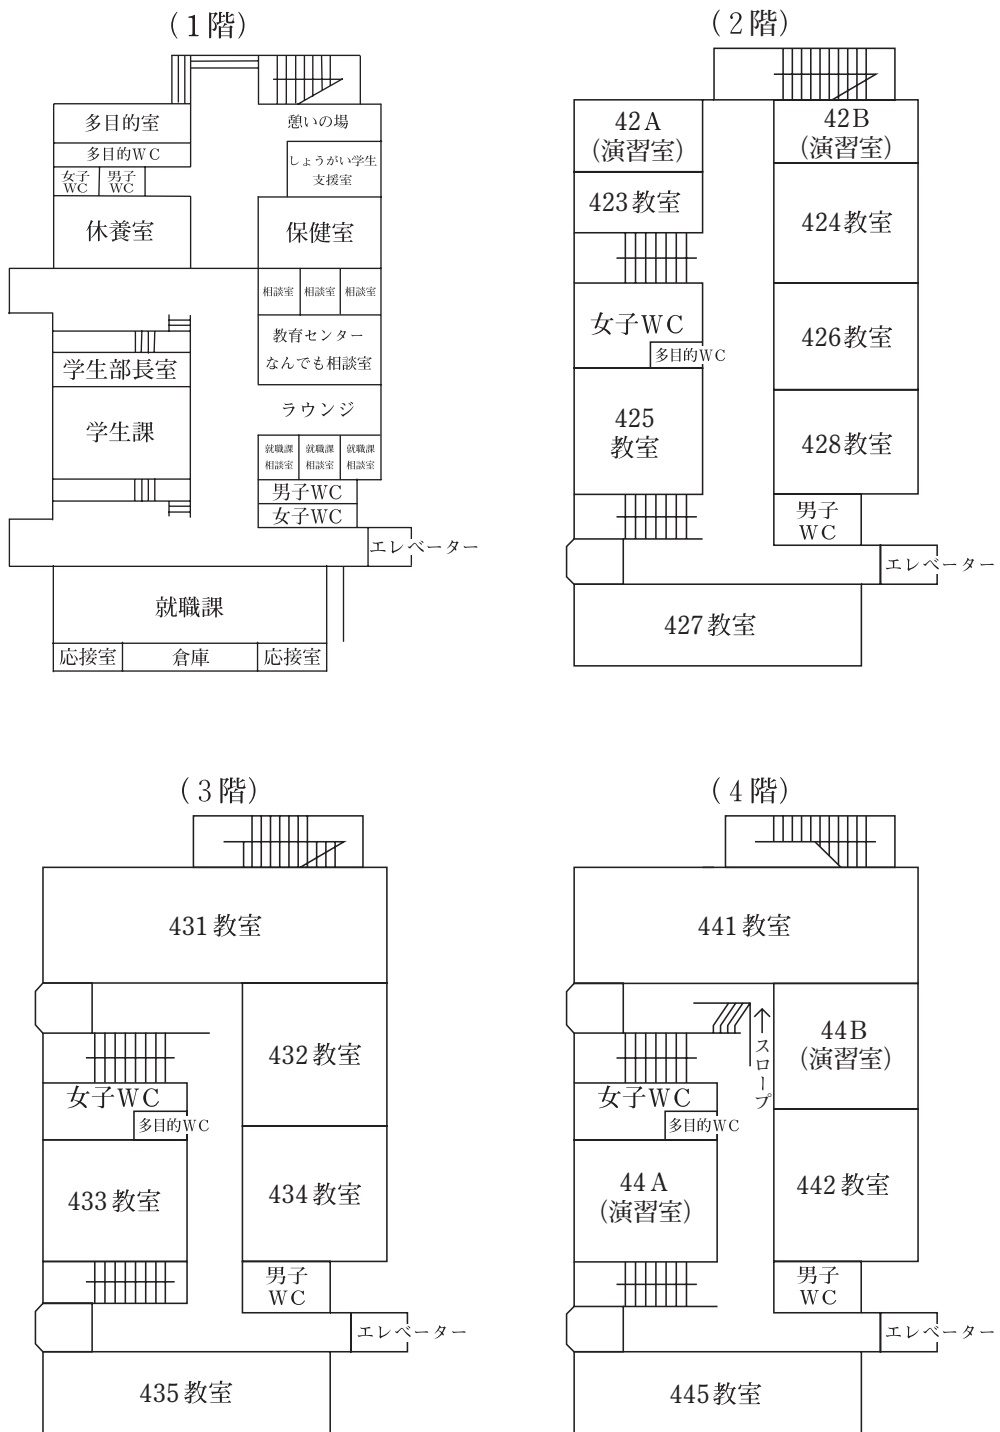 (1階)
多目的室
憩いの場
多目的WC
しょうがい学生
支援室
女子
WC
男子
WC
休養室
保健室
相談室
相談室
相談室
教育センター
なんでも相談室
学生部長室
ラウンジ
学生課
就職課
相談室
就職課
相談室
就職課
相談室
男子WC
女子WC
エレベーター
就職課
応接室
倉庫
応接室
(2階)
42A
(演習室)
42B
(演習室)
423教室
424教室
女子WC
多目的WC
426教室
425
教室
428教室
男子
WC
エレベーター
427教室
(3階)
431教室
432教室
女子WC
多目的WC
433教室
434教室
男子
WC
エレベーター
435教室
(4階)
441教室
スロープ
44B
(演習室)
女子WC
多目的WC
44A
(演習室)
442教室
男子
WC
エレベーター
445教室